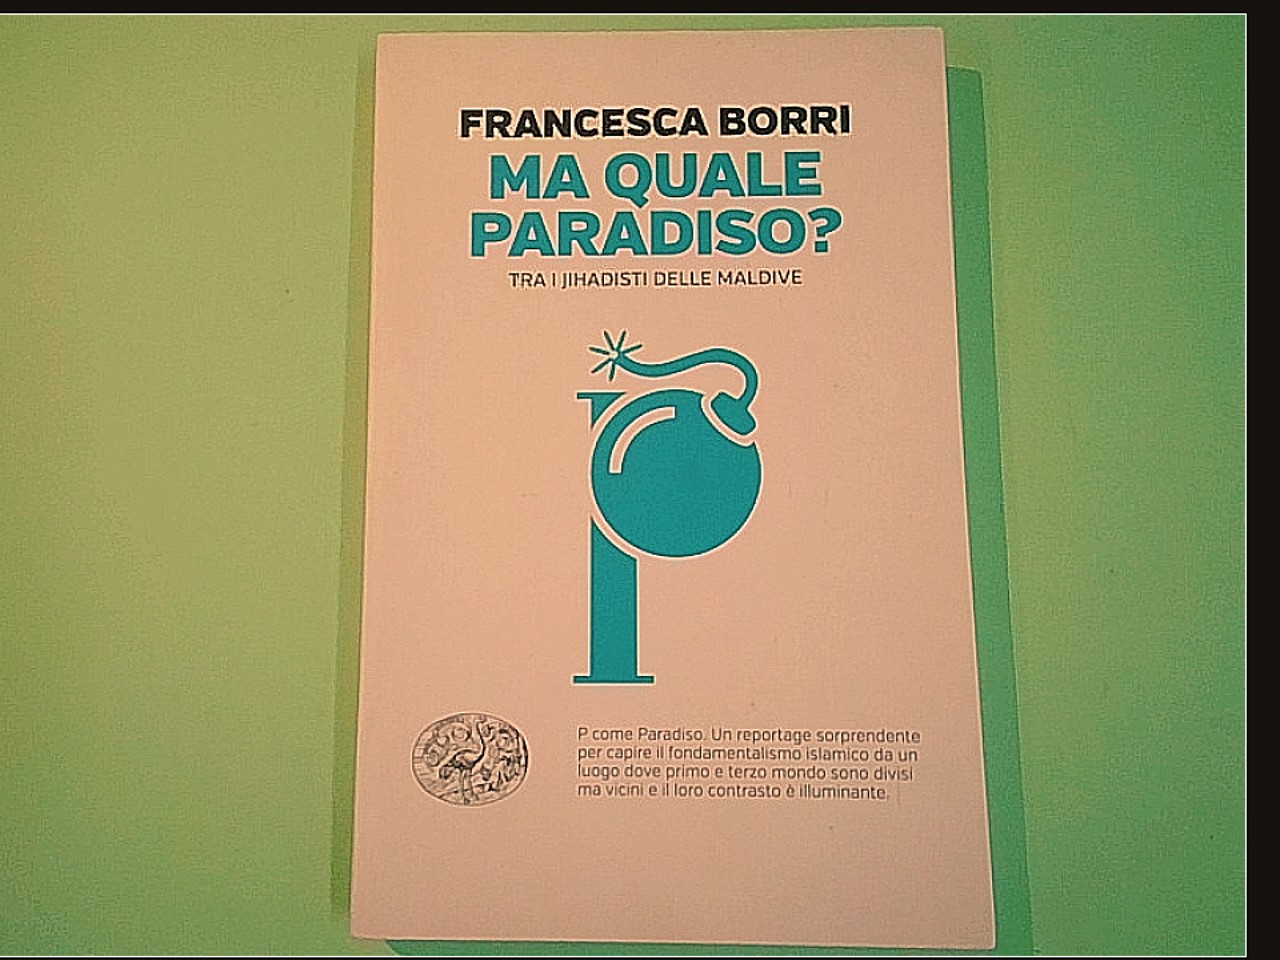 FRANCESCA BORRI
MA QUALE
PARADISO?
TRA I JIHADISTI DELLE MALDIVE
P come Paradiso. Un reportage sorprendente
per capire il fondamentalismo islamico da un
luogo dove primo e terzo mondo sono divisi
ma vicini e il loro contrasto è illuminante.